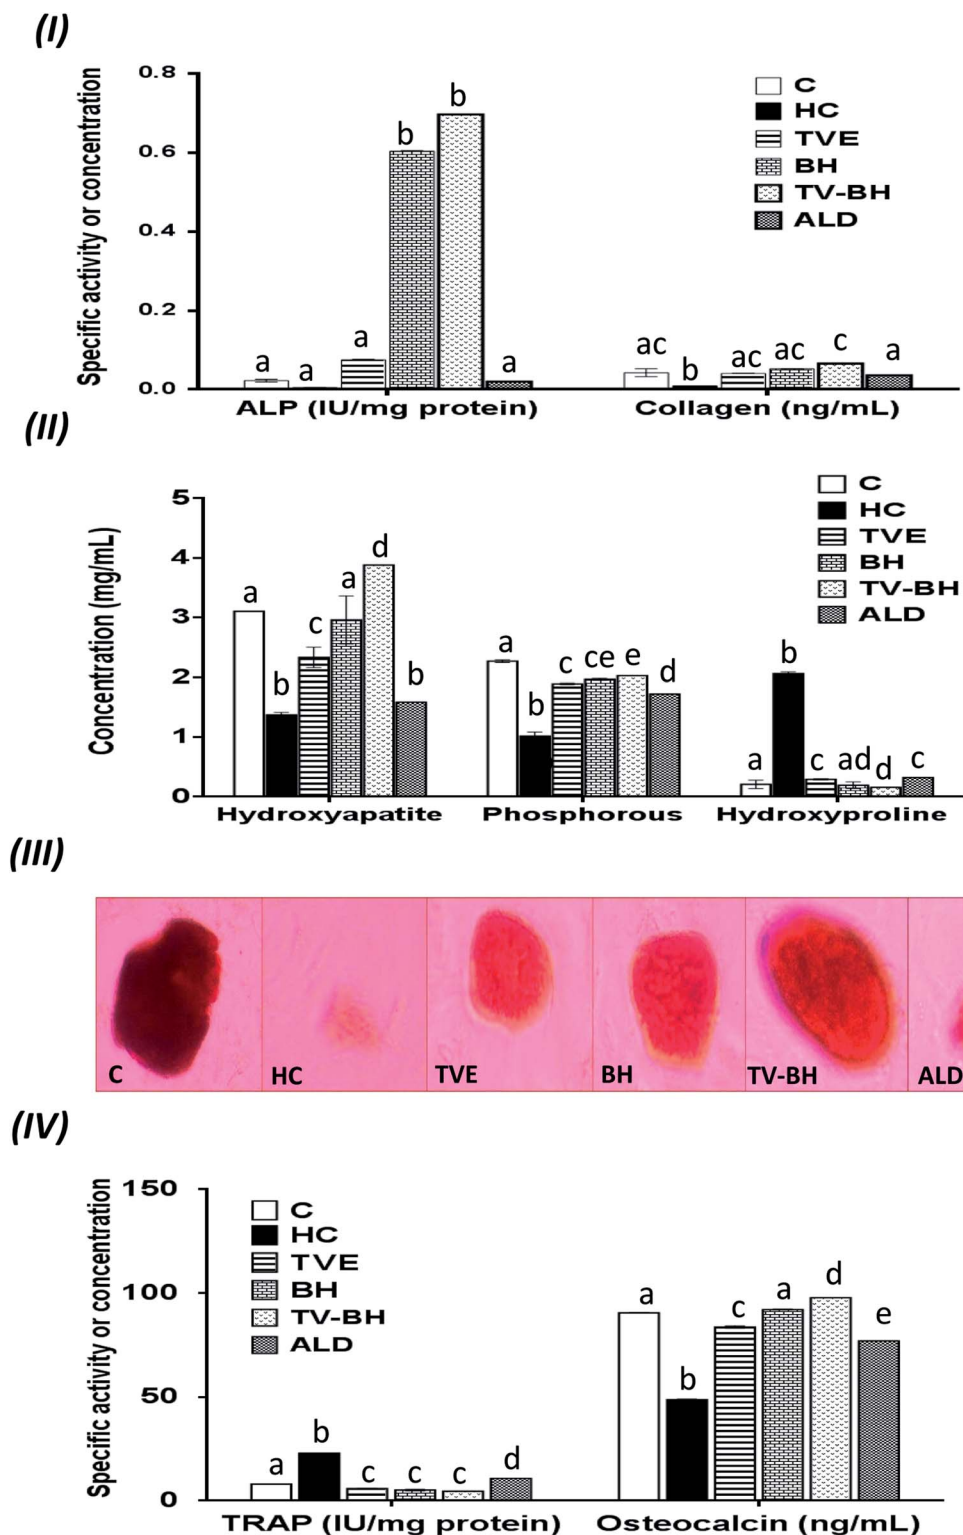 (I)
Specific activity or concentration
0.8
0.6
0.4
0.2
0.0
a a a b b a
ac b ac ac c a
C
HC
TVE
BH
TV-BH
ALD
ALP (IU/mg protein) Collagen (ng/mL)
(II)
Concentration (mg/mL)
5
4
3
2
1
0
a b c a d b
a b c ce e d
a b c ad d c
C
HC
TVE
BH
TV-BH
ALD
Hydroxyapatite Phosphorous Hydroxyproline
(III)
C HC TVE BH TV-BH ALD
(IV)
Specific activity or concentration
150
100
50
0
C
HC
TVE
BH
TV-BH
ALD
a b c c c d
a b c a d e
TRAP (IU/mg protein) Osteocalcin (ng/mL)